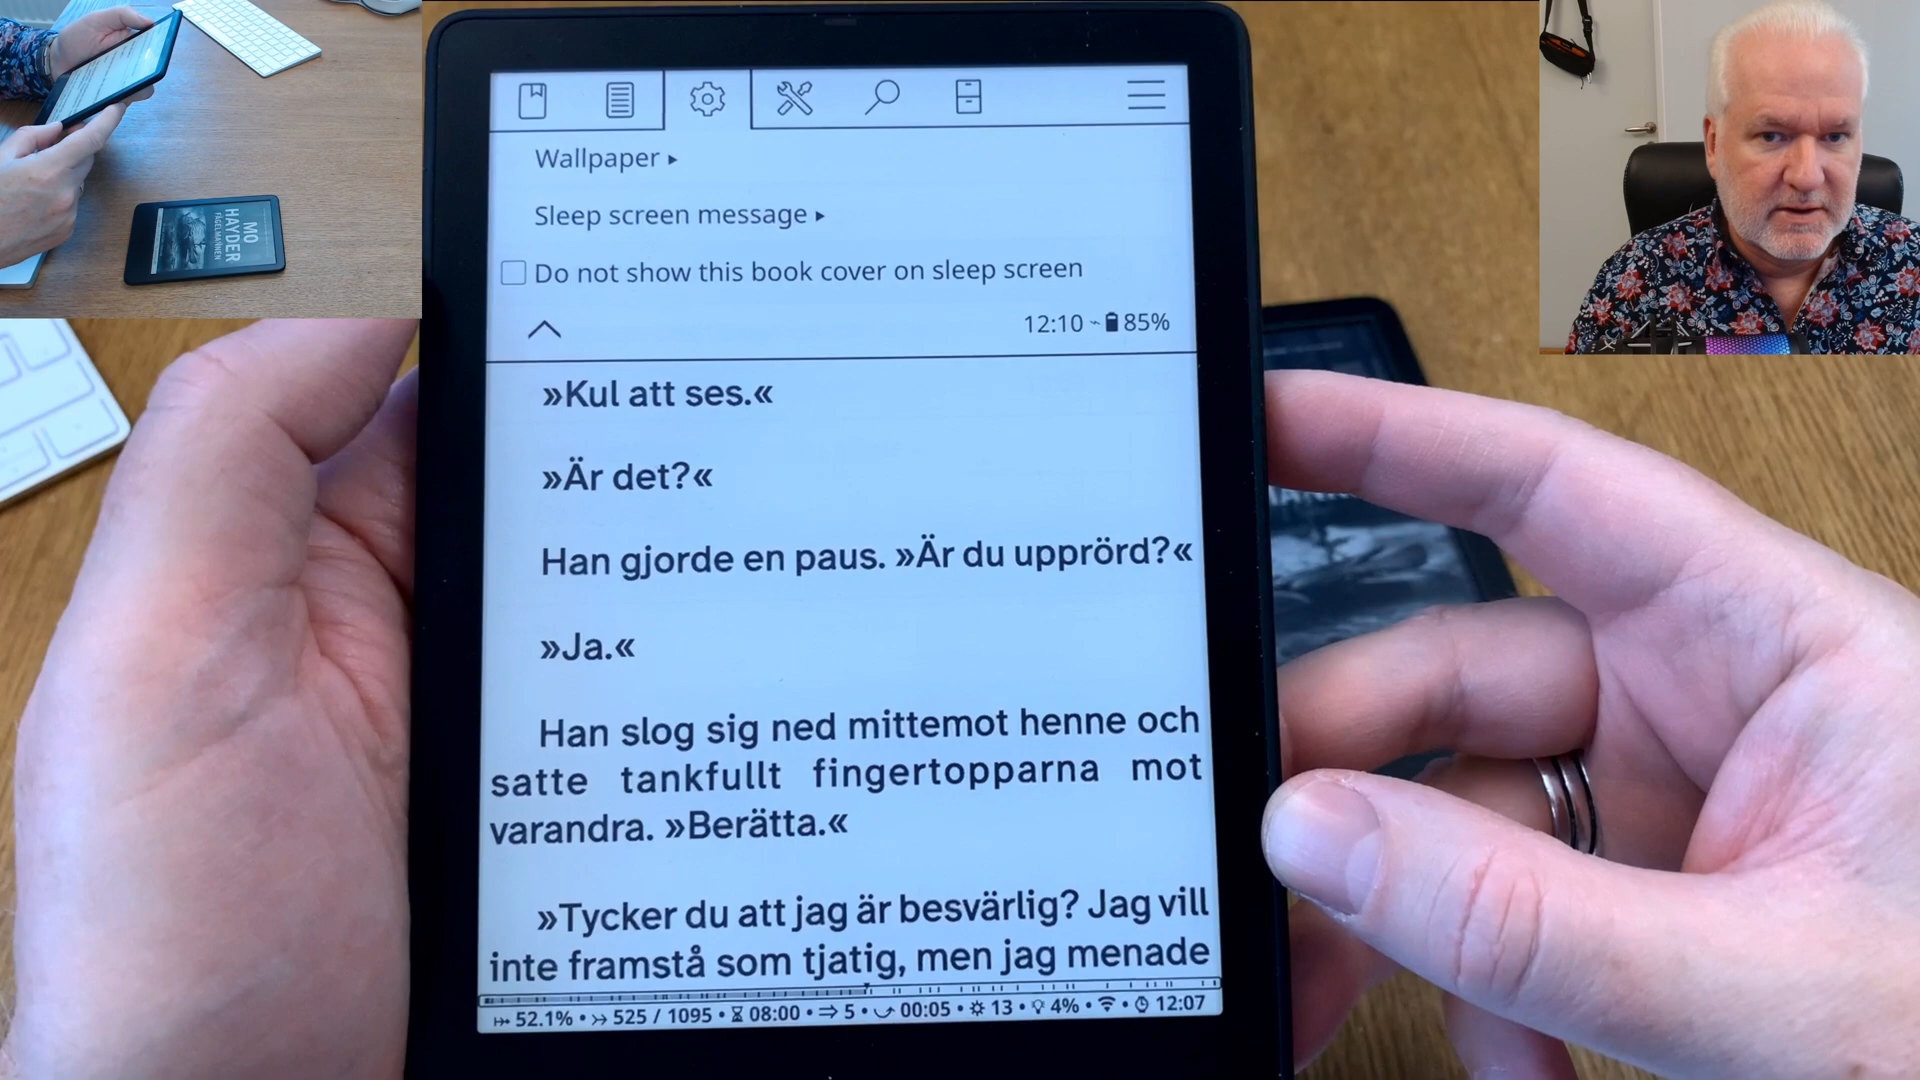 MO
HAYDER
FÅGELMANNEN
Wallpaper ▸
Sleep screen message ▸
Do not show this book cover on sleep screen
12:10 85%
»Kul att ses.«
»Är det?«
Han gjorde en paus. »Är du upprörd?«
»Ja.«
Han slog sig ned mittemot henne och
satte tankfullt fingertopparna mot
varandra. »Berätta.«
»Tycker du att jag är besvärlig? Jag vill
inte framstå som tjatig, men jag menade
52.1% • 525 / 1095 • 08:00 • ⇒ 5 • 00:05 • 13 • 4% • • 12:07